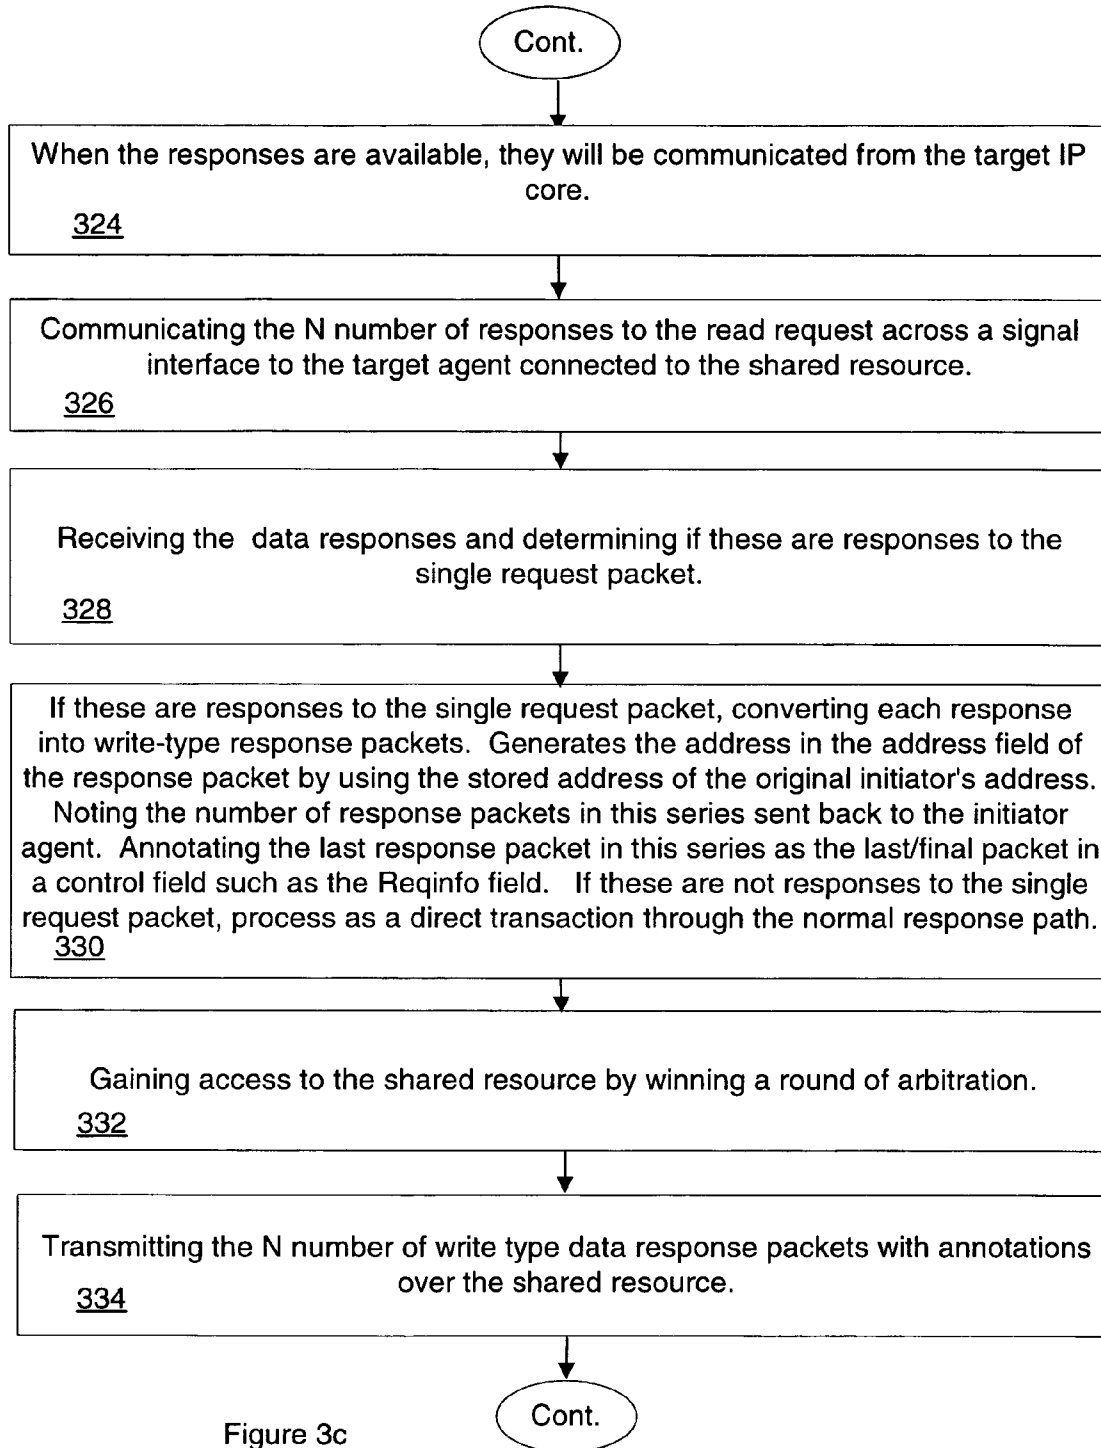 Cont.
When the responses are available, they will be communicated from the target IP
core.
324
Communicating the N number of responses to the read request across a signal
interface to the target agent connected to the shared resource.
326
Receiving the data responses and determining if these are responses to the
single request packet.
328
If these are responses to the single request packet, converting each response
into write-type response packets. Generates the address in the address field of
the response packet by using the stored address of the original initiator's address.
Noting the number of response packets in this series sent back to the initiator
agent. Annotating the last response packet in this series as the last/final packet in
a control field such as the Reqinfo field. If these are not responses to the single
request packet, process as a direct transaction through the normal response path.
330
Gaining access to the shared resource by winning a round of arbitration.
332
Transmitting the N number of write type data response packets with annotations
over the shared resource.
334
Cont.
Figure 3c